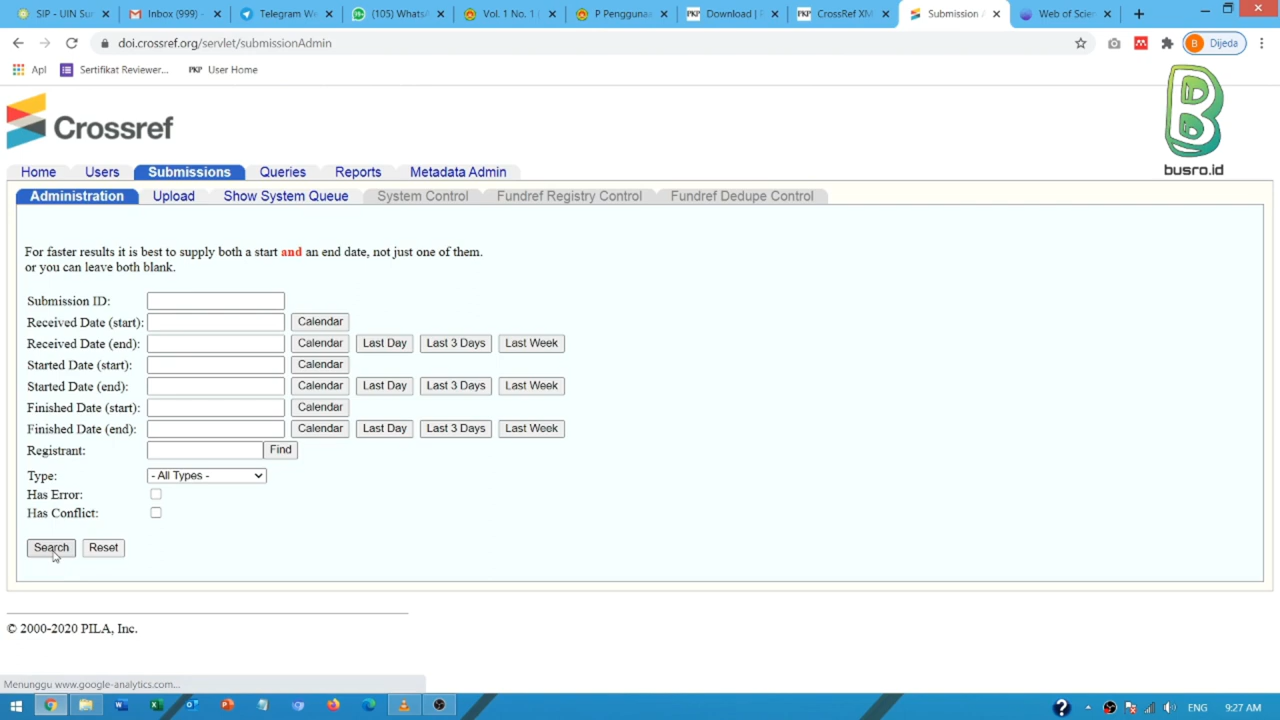 SIP - UIN Sun
Inbox (999) -
Telegram We
(105) WhatsA
Vol. 1 No. 1
P Penggunaa
Download |
CrossRef XM
Submission
Web of Scien
doi.crossref.org/servlet/submissionAdmin
B Dijeda
Apl
Sertifikat Reviewer...
PKP User Home
Crossref
busro.id
Home Users Submissions Queries Reports Metadata Admin
Administration Upload Show System Queue System Control Fundref Registry Control Fundref Dedupe Control
For faster results it is best to supply both a start and an end date, not just one of them.
or you can leave both blank.
Submission ID:
Received Date (start): Calendar
Received Date (end): Calendar Last Day Last 3 Days Last Week
Started Date (start): Calendar
Started Date (end): Calendar Last Day Last 3 Days Last Week
Finished Date (start): Calendar
Finished Date (end): Calendar Last Day Last 3 Days Last Week
Registrant: Find
Type: - All Types -
Has Error:
Has Conflict:
Search Reset
© 2000-2020 PILA, Inc.
Menunggu www.google-analytics.com...
ENG 9:27 AM